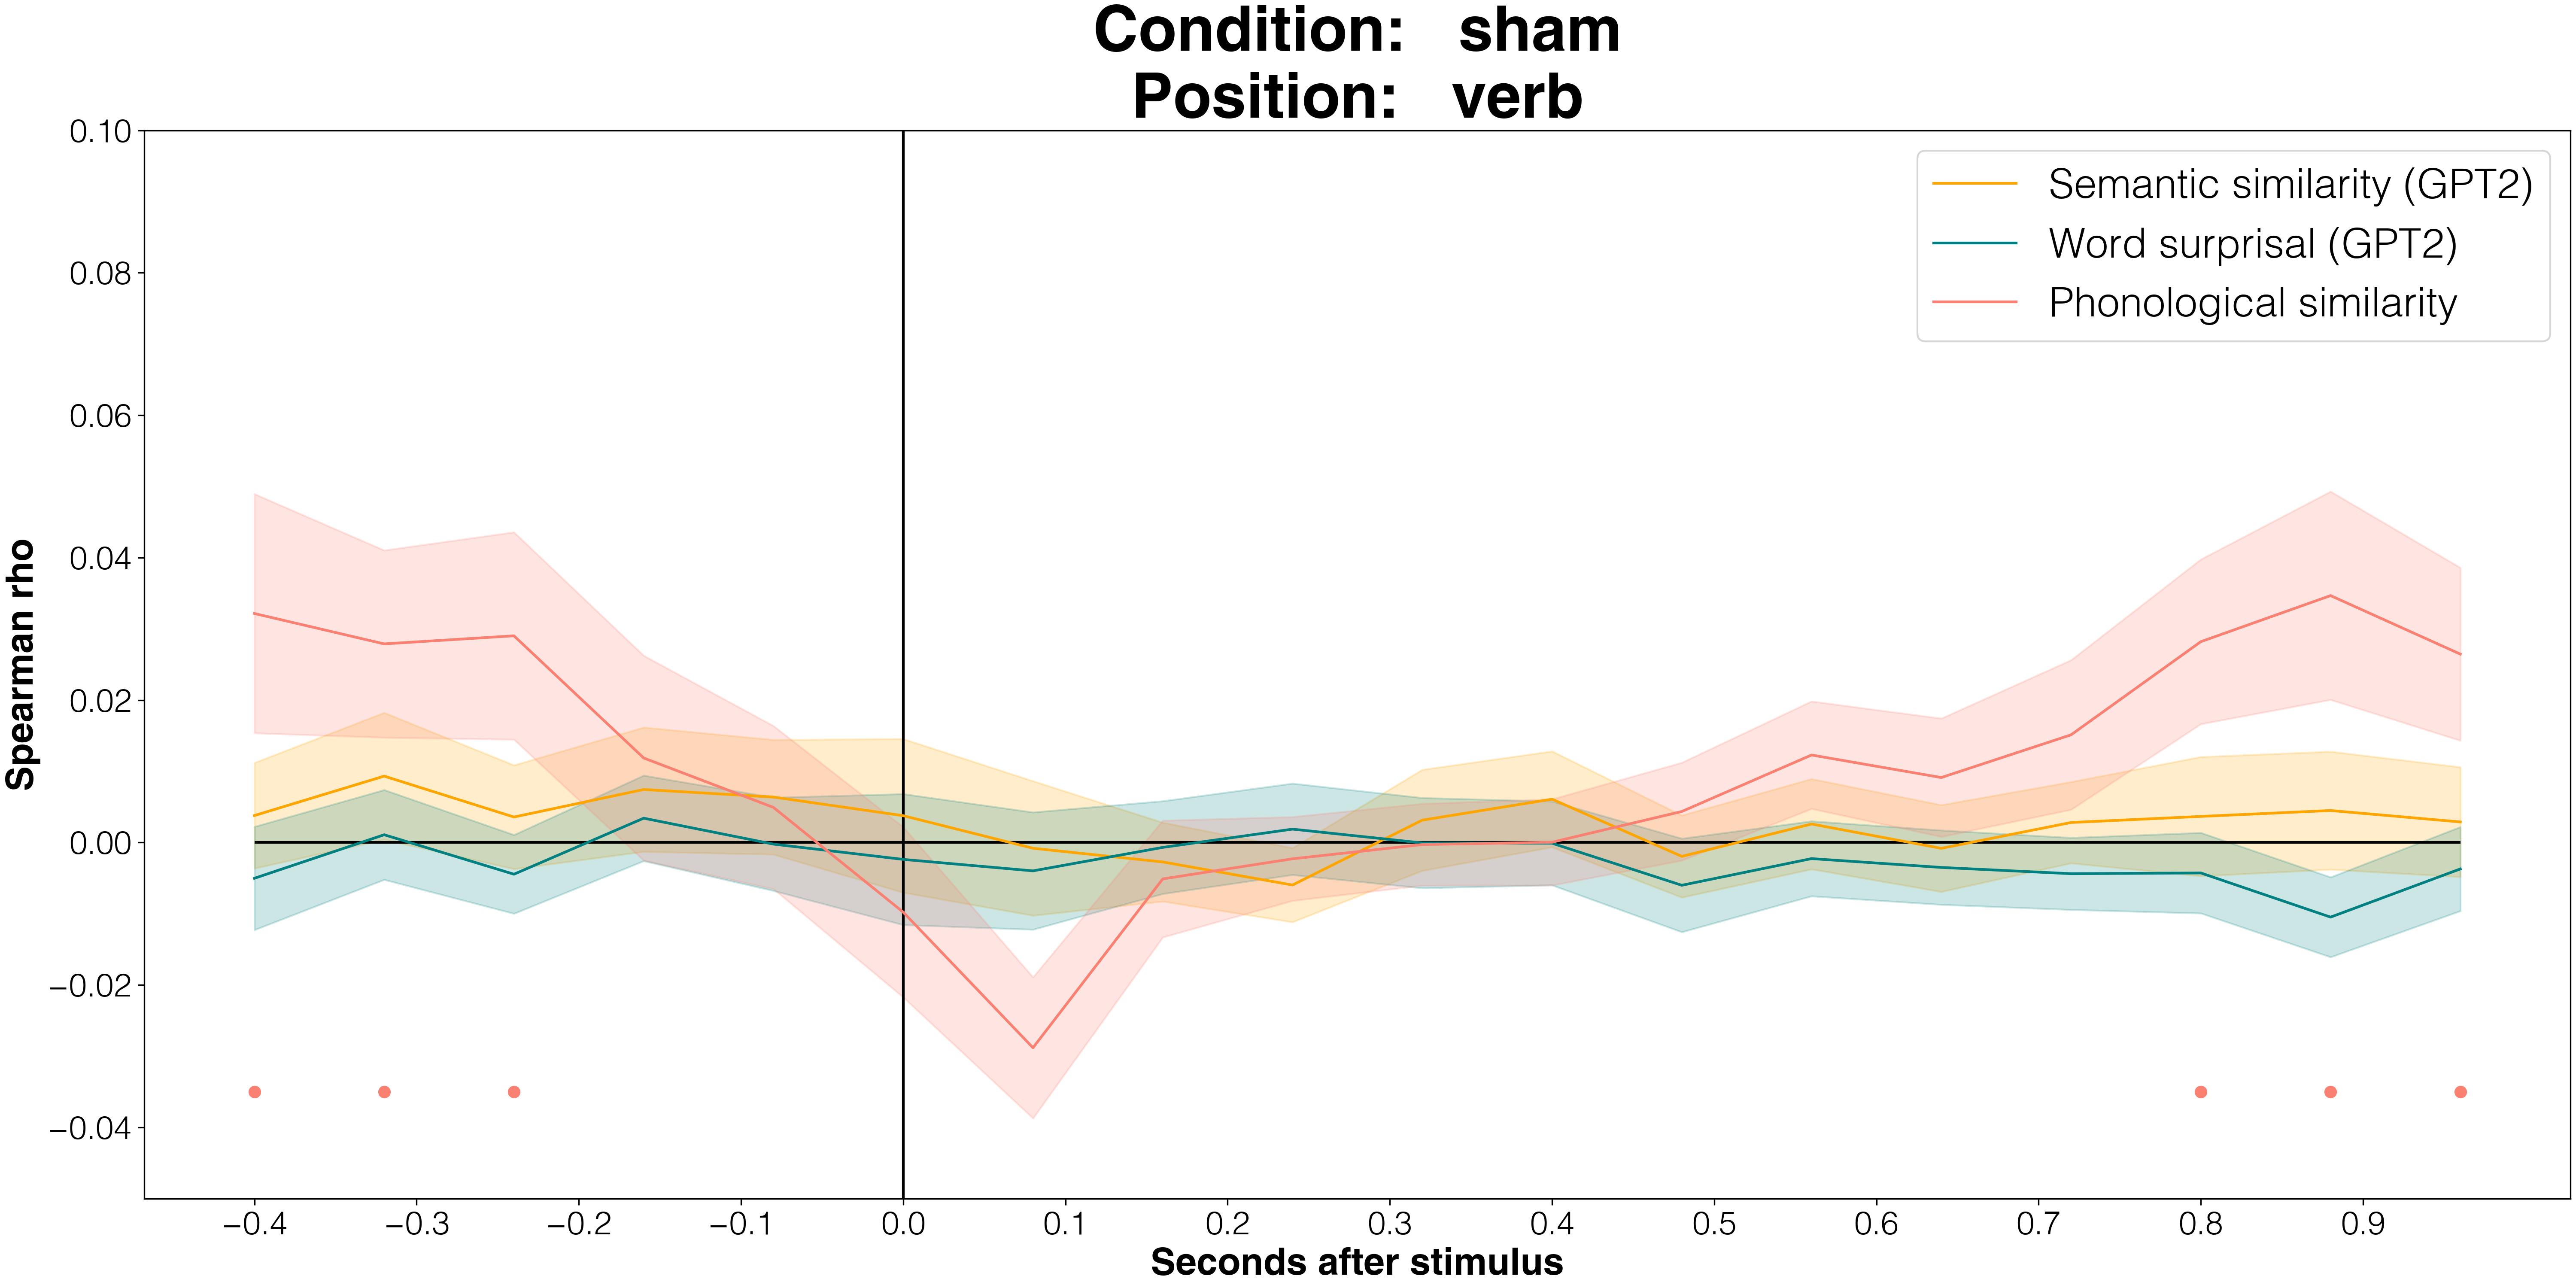 Condition:   sham
Position:   verb
0.10
0.08
0.06
0.04
0.02
0.00
−0.02
−0.04
Spearman rho
Semantic similarity (GPT2)
Word surprisal (GPT2)
Phonological similarity
−0.4 −0.3 −0.2 −0.1 0.0 0.1 0.2 0.3 0.4 0.5 0.6 0.7 0.8 0.9
Seconds after stimulus